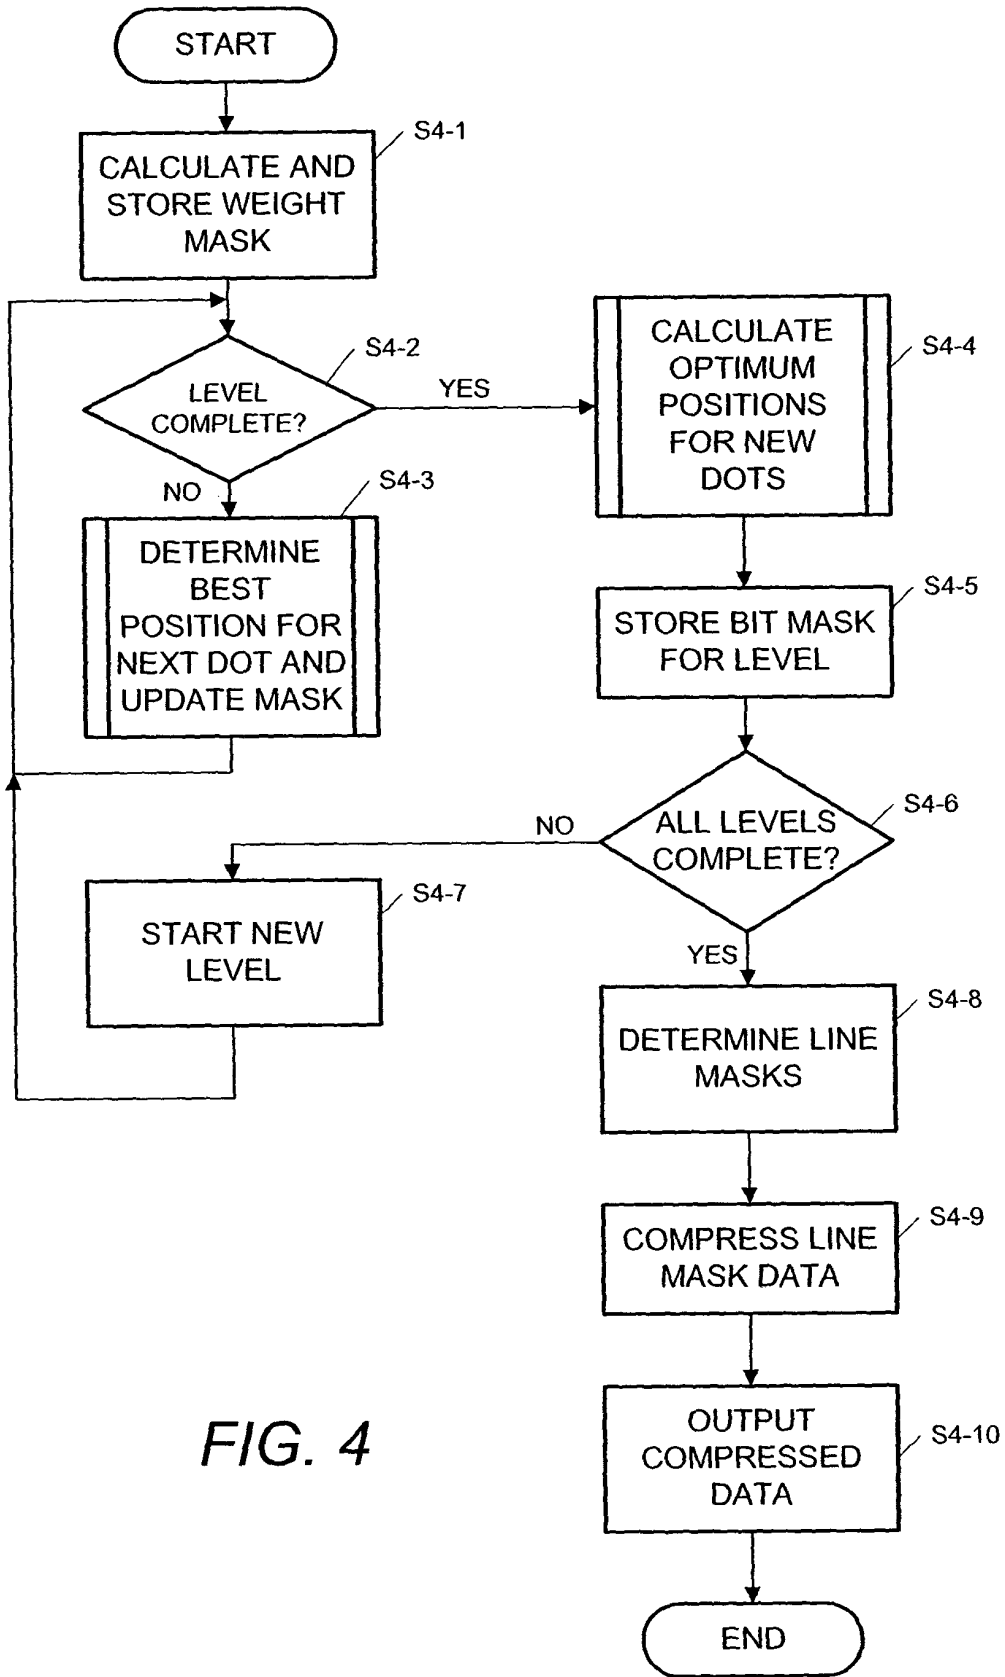 START
S4-1
CALCULATE AND
STORE WEIGHT
MASK
S4-2
LEVEL
COMPLETE?
YES
NO
S4-3
DETERMINE
BEST
POSITION FOR
NEXT DOT AND
UPDATE MASK
S4-4
CALCULATE
OPTIMUM
POSITIONS
FOR NEW
DOTS
S4-5
STORE BIT MASK
FOR LEVEL
S4-6
ALL LEVELS
COMPLETE?
NO
YES
S4-7
START NEW
LEVEL
S4-8
DETERMINE LINE
MASKS
S4-9
COMPRESS LINE
MASK DATA
S4-10
OUTPUT
COMPRESSED
DATA
END
FIG. 4